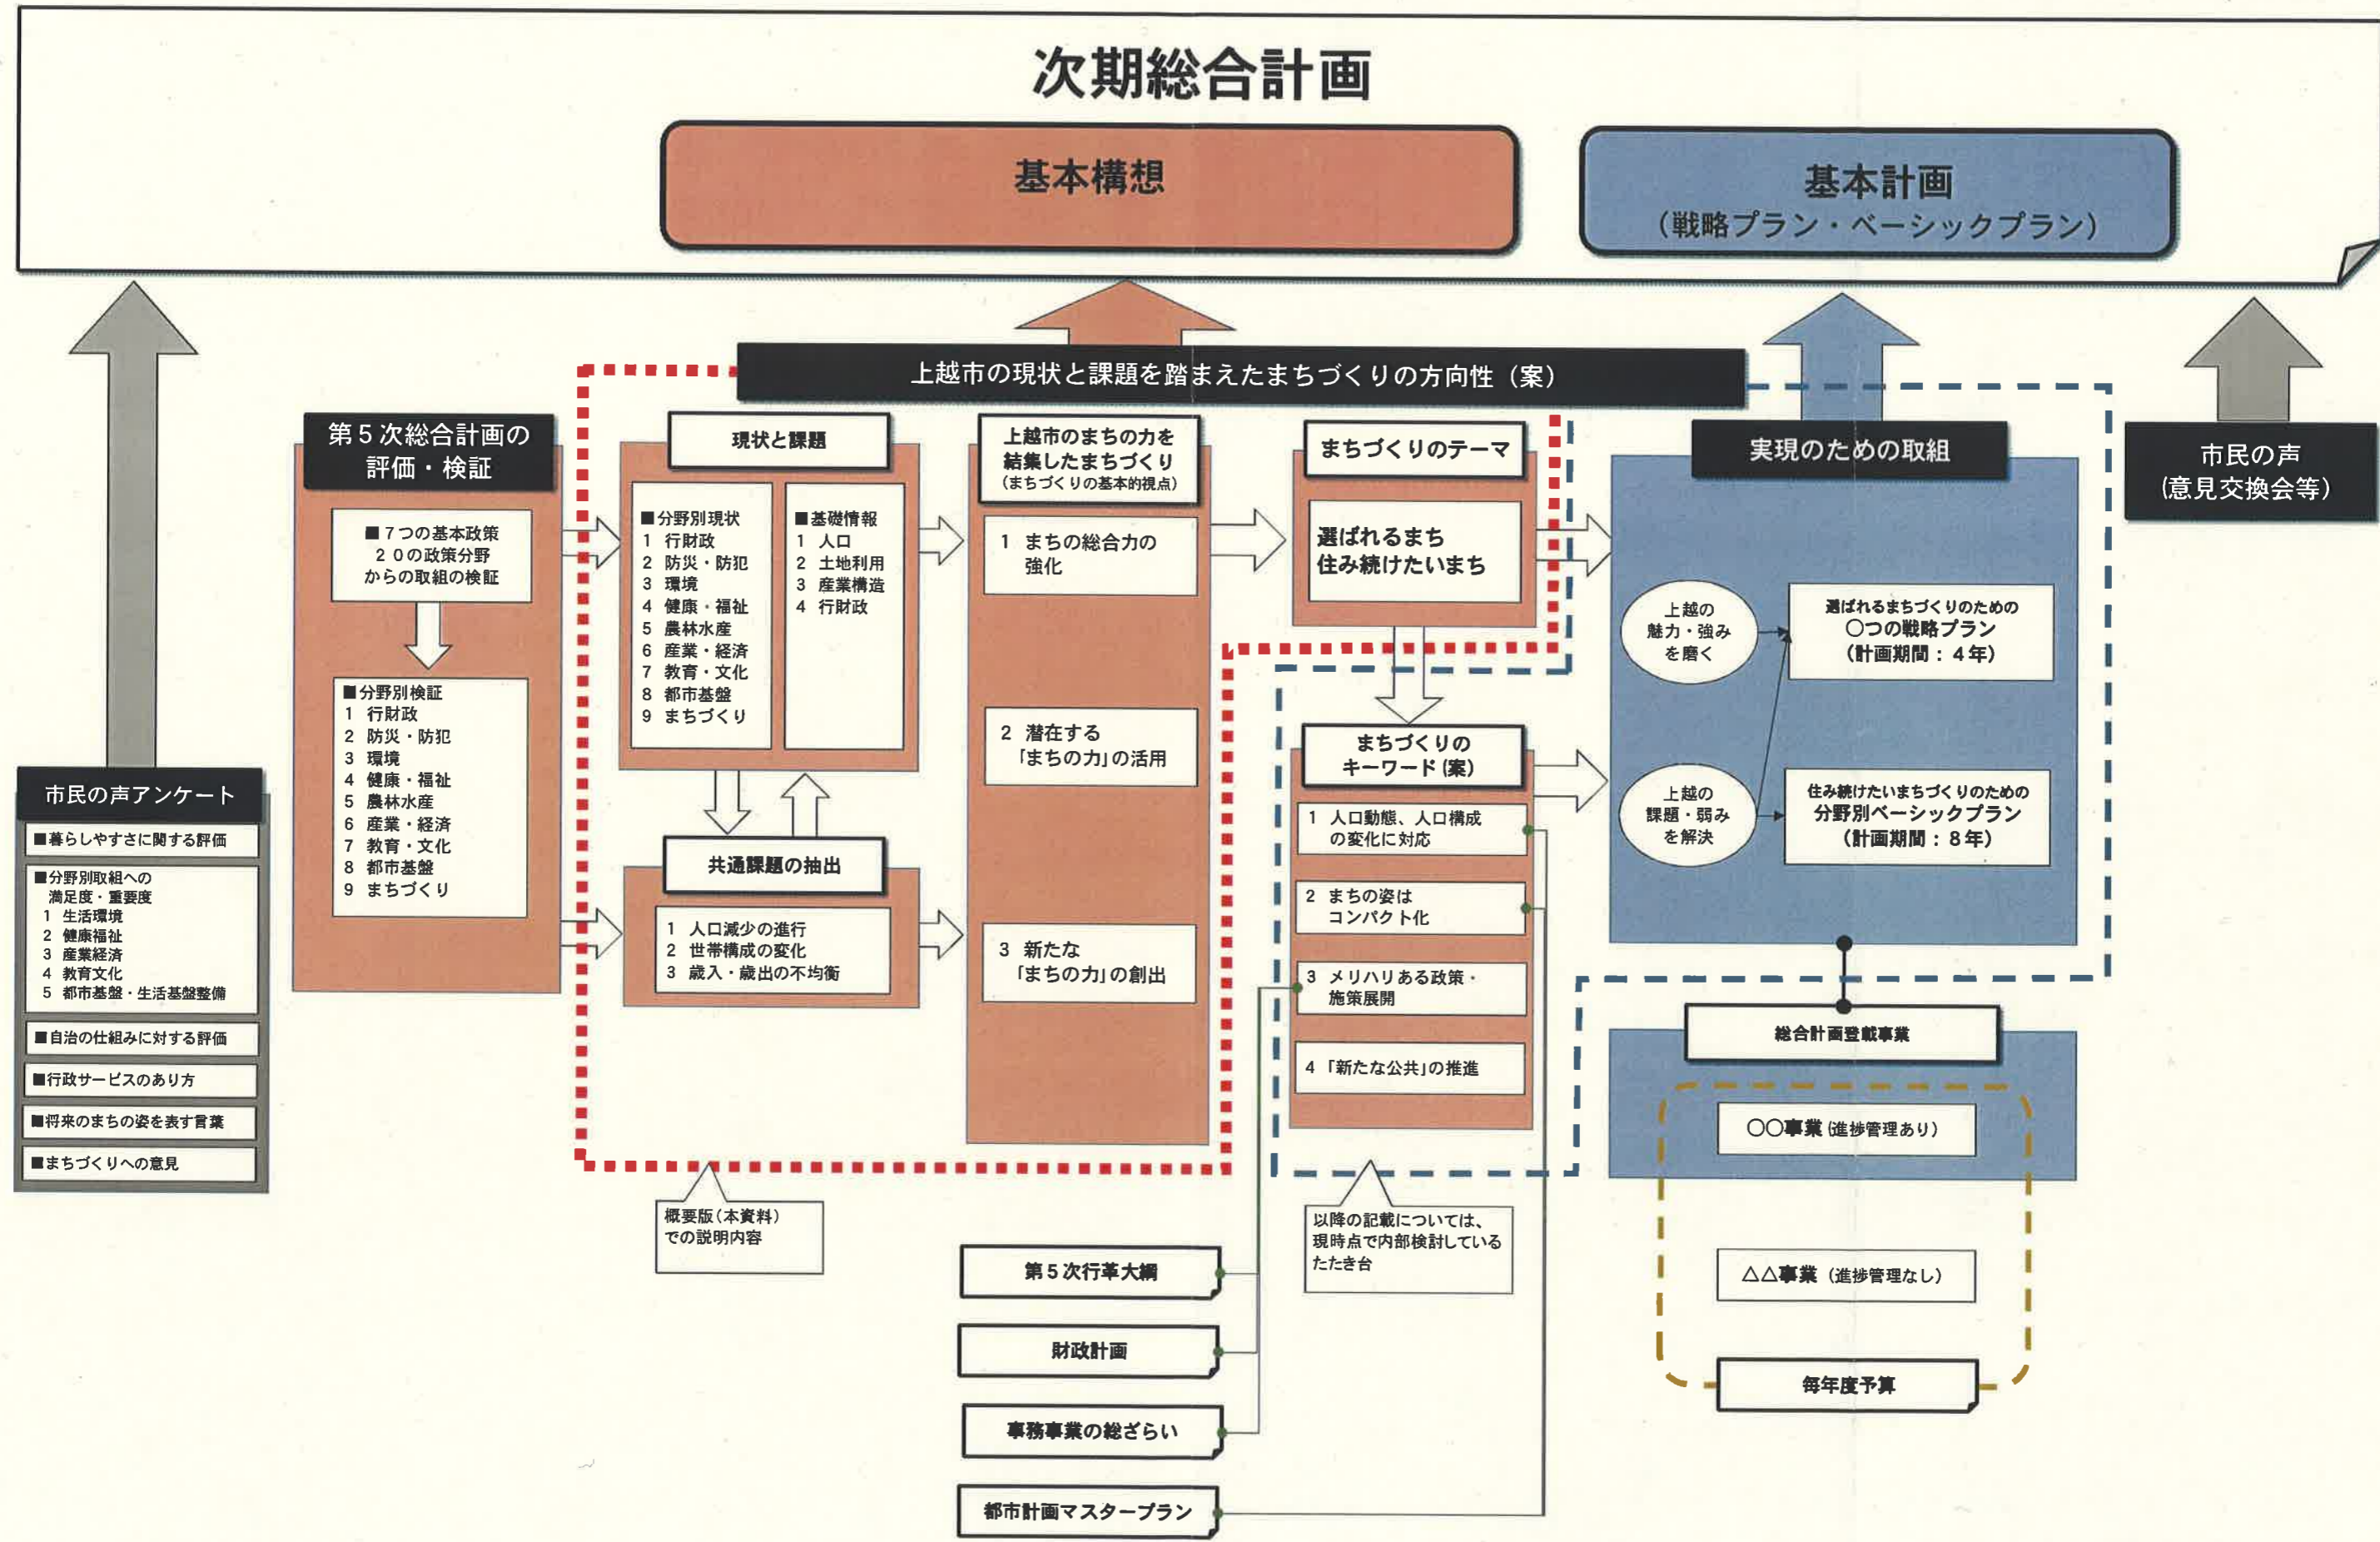 次期総合計画
基本構想
基本計画
（戦略プラン・ベーシックプラン）
上越市の現状と課題を踏まえたまちづくりの方向性（案）
市民の声アンケート
■暮らしやすさに関する評価
■分野別取組への
満足度・重要度
1 生活環境
2 健康福祉
3 産業経済
4 教育文化
5 都市基盤・生活基盤整備
■自治の仕組みに対する評価
■行政サービスのあり方
■将来のまちの姿を表す言葉
■まちづくりへの意見
第５次総合計画の
評価・検証
■７つの基本政策
２０の政策分野
からの取組の検証
■分野別検証
1 行財政
2 防災・防犯
3 環境
4 健康・福祉
5 農林水産
6 産業・経済
7 教育・文化
8 都市基盤
9 まちづくり
現状と課題
■分野別現状
1 行財政
2 防災・防犯
3 環境
4 健康・福祉
5 農林水産
6 産業・経済
7 教育・文化
8 都市基盤
9 まちづくり
■基礎情報
1 人口
2 土地利用
3 産業構造
4 行財政
共通課題の抽出
1 人口減少の進行
2 世帯構成の変化
3 歳入・歳出の不均衡
概要版（本資料）
での説明内容
上越市のまちの力を
結集したまちづくり
（まちづくりの基本的視点）
1 まちの総合力の
強化
2 潜在する
「まちの力」の活用
3 新たな
「まちの力」の創出
まちづくりのテーマ
選ばれるまち
住み続けたいまち
まちづくりの
キーワード（案）
1 人口動態、人口構成
の変化に対応
2 まちの姿は
コンパクト化
3 メリハリある政策・
施策展開
4 「新たな公共」の推進
以降の記載については、
現時点で内部検討している
たたき台
第５次行革大綱
財政計画
事務事業の総ざらい
都市計画マスタープラン
実現のための取組
上越の
魅力・強み
を磨く
選ばれるまちづくりのための
〇つの戦略プラン
（計画期間：４年）
上越の
課題・弱み
を解決
住み続けたいまちづくりのための
分野別ベーシックプラン
（計画期間：８年）
総合計画登載事業
〇〇事業（進捗管理あり）
△△事業（進捗管理なし）
毎年度予算
市民の声
（意見交換会等）